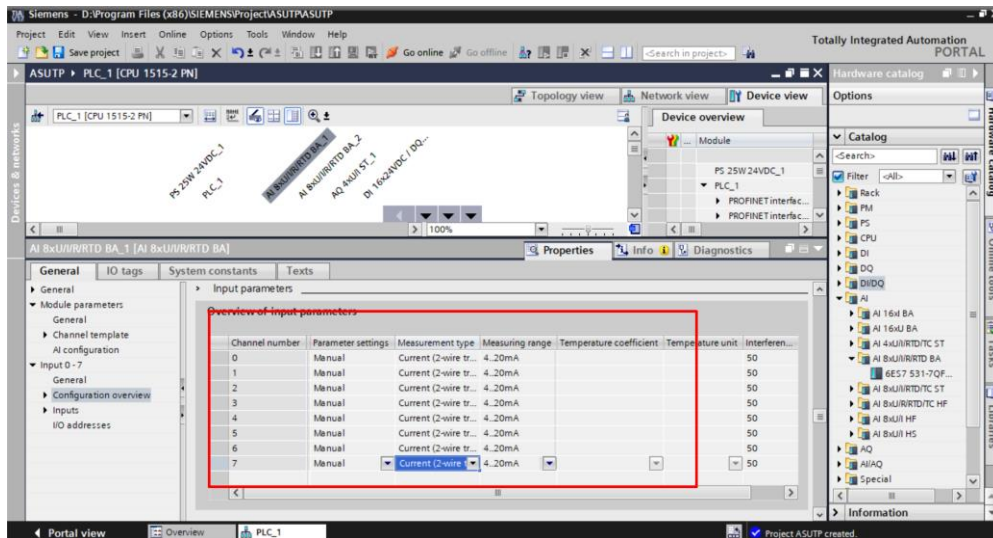 Siemens - D:\Program Files (x86)\SIEMENS\Project\ASUTP\ASUTP
Project Edit View Insert Online Options Tools Window Help
Save project Go online Go offline <Search in project>
Totally Integrated Automation
PORTAL
ASUTP PLC_1 [CPU 1515-2 PN]
Topology view Network view Device view
PLC_1 [CPU 1515-2 PN]
PS 25W 24VDC_1
PLC_1
AI 8xU/I/R/RTD BA_1
AI 8xU/I/R/RTD BA_2
AQ 4xU/I ST_1
DI 16x24VDC / DQ...
100%
Device overview
... Module
PS 25W 24VDC_1
PLC_1
PROFINET interfac...
PROFINET interfac...
Devices & networks
AI 8xU/I/R/RTD BA_1 [AI 8xU/I/R/RTD BA]
Properties Info Diagnostics
General IO tags System constants Texts
General
Module parameters
General
Channel template
AI configuration
Input 0 - 7
General
Configuration overview
Inputs
I/O addresses
Input parameters
Overview of input parameters
Channel number Parameter settings Measurement type Measuring range Temperature coefficient Temperature unit Interferen...
0 Manual Current (2-wire tr... 4..20mA 50
1 Manual Current (2-wire tr... 4..20mA 50
2 Manual Current (2-wire tr... 4..20mA 50
3 Manual Current (2-wire tr... 4..20mA 50
4 Manual Current (2-wire tr... 4..20mA 50
5 Manual Current (2-wire tr... 4..20mA 50
6 Manual Current (2-wire tr... 4..20mA 50
7 Manual Current (2-wire 4..20mA 50
Hardware catalog
Options
Catalog
<Search>
Filter <All>
Rack
PM
PS
CPU
DI
DQ
DI/DQ
AI
AI 16xI BA
AI 16xU BA
AI 4xU/I/RTD/TC ST
AI 8xU/I/R/RTD BA
6ES7 531-7QF...
AI 8xU/I/RTD/TC ST
AI 8xU/R/RTD/TC HF
AI 8xU/I HF
AI 8xU/I HS
AQ
AI/AQ
Special
Information
Hardware catalog
Online tools
Tasks
Libraries
Portal view Overview PLC_1 Project ASUTP created.